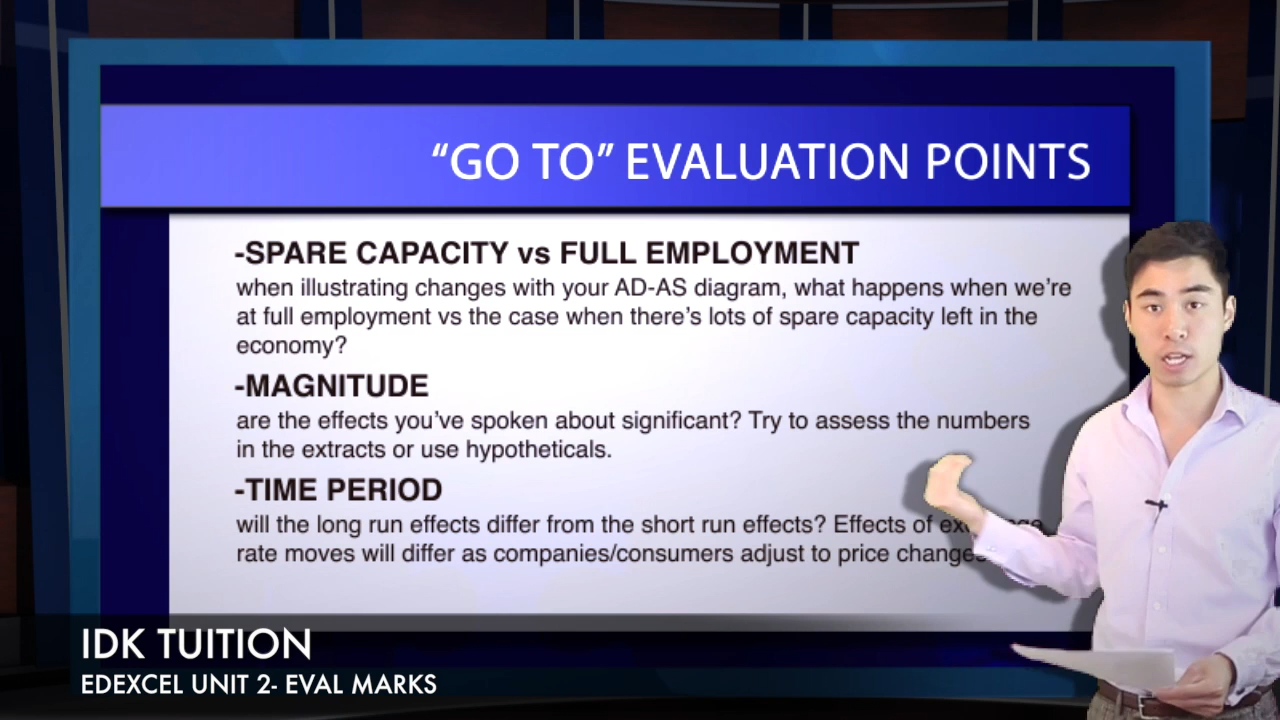 “GO TO” EVALUATION POINTS
-SPARE CAPACITY vs FULL EMPLOYMENT
when illustrating changes with your AD-AS diagram, what happens when we’re
at full employment vs the case when there’s lots of spare capacity left in the
economy?
-MAGNITUDE
are the effects you’ve spoken about significant? Try to assess the numbers
in the extracts or use hypotheticals.
-TIME PERIOD
will the long run effects differ from the short run effects? Effects of
rate moves will differ as companies/consumers adjust to price changes
IDK TUITION
EDEXCEL UNIT 2- EVAL MARKS